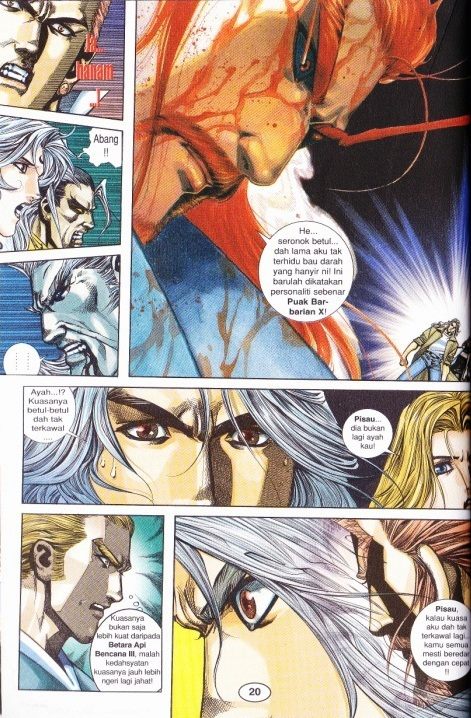 Ja...
hanam
...!
Abang
!!
......
He...
seronok betul...
dah lama aku tak
terhidu bau darah
yang hanyir ni! Ini
barulah dikatakan
personaliti sebenar
Puak Bar-
barian X!
Ayah...!?
Kuasanya
betul-betul
dah tak
terkawal
....
Pisau...
dia bukan
lagi ayah
kau!
Kuasanya
bukan saja
lebih kuat daripada
Betara Api
Bencana III, malah
kedahsyatan
kuasanya jauh lebih
ngeri lagi jahat!
Pisau,
kalau kuasa
aku dah tak
terkawal lagi...
kamu semua
mesti beredar
dengan cepat
!!
20